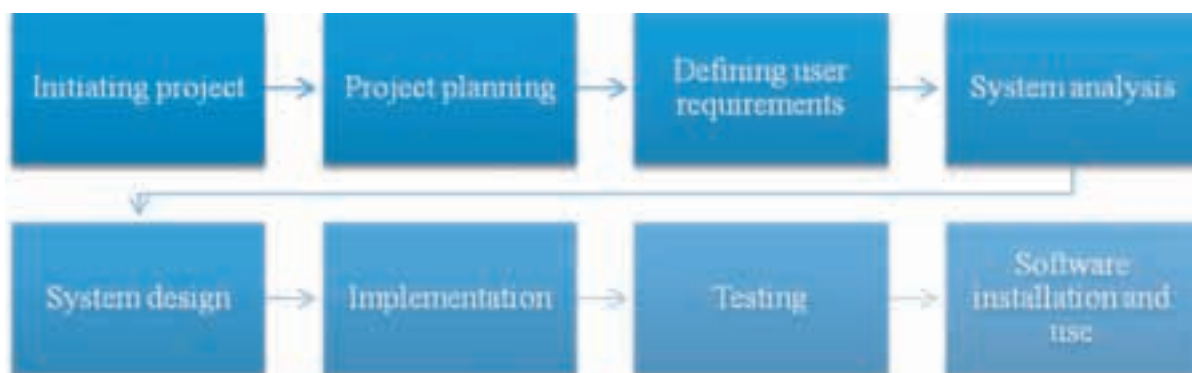 Initiating project
Project planning
Defining user
requirements
System analysis
System design
Implementation
Testing
Software
installation and
use